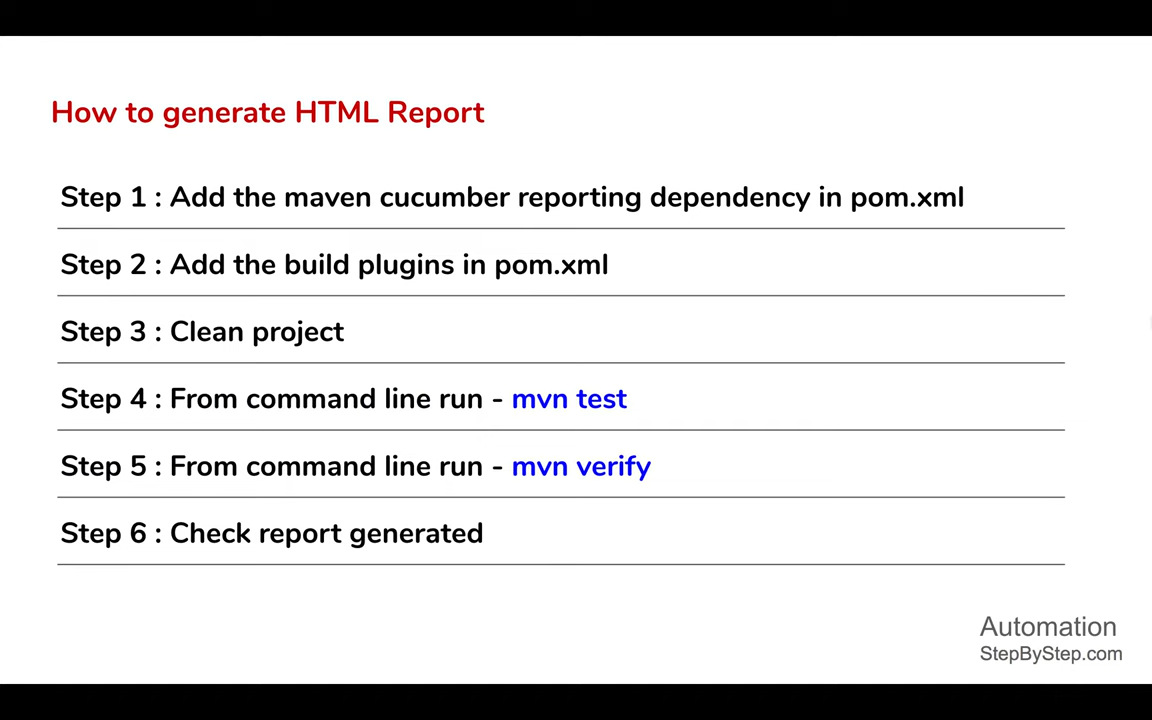 How to generate HTML Report
Step 1 : Add the maven cucumber reporting dependency in pom.xml
Step 2 : Add the build plugins in pom.xml
Step 3 : Clean project
Step 4 : From command line run - mvn test
Step 5 : From command line run - mvn verify
Step 6 : Check report generated
Automation
StepByStep.com